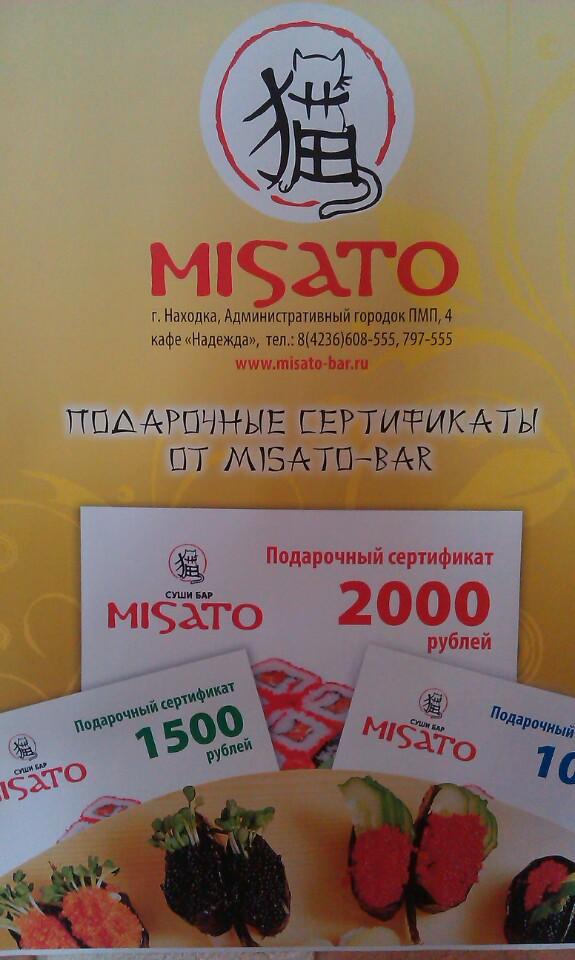 猫
MISATO
г. Находка, Административный городок ПМП, 4
кафе «Надежда», тел.: 8(4236)608-555, 797-555
www.misato-bar.ru
ПОДАРОЧНЫЕ СЕРТИФИКАТЫ
ОТ MISATO-BAR
猫
СУШИ БАР
MISATO
Подарочный сертификат
2000
рублей
猫
СУШИ БАР
MISATO
Подарочный сертификат
1500
рублей
猫
СУШИ БАР
MISATO
Подарочный
10